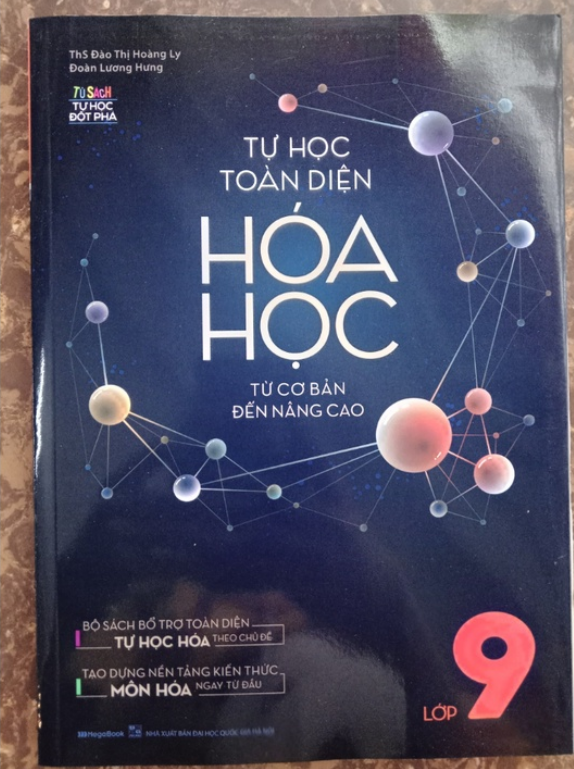 ThS Đào Thị Hoàng Ly
Đoàn Lương Hưng
TỦ SÁCH
TỰ HỌC
ĐỘT PHÁ
TỰ HỌC
TOÀN DIỆN
HÓA
HỌC
TỪ CƠ BẢN
ĐẾN NÂNG CAO
BỘ SÁCH BỔ TRỢ TOÀN DIỆN
TỰ HỌC HÓA THEO CHỦ ĐỀ
TẠO DỰNG NỀN TẢNG KIẾN THỨC
MÔN HÓA NGAY TỪ ĐẦU
LỚP 9
MegaBook NHÀ XUẤT BẢN ĐẠI HỌC QUỐC GIA HÀ NỘI